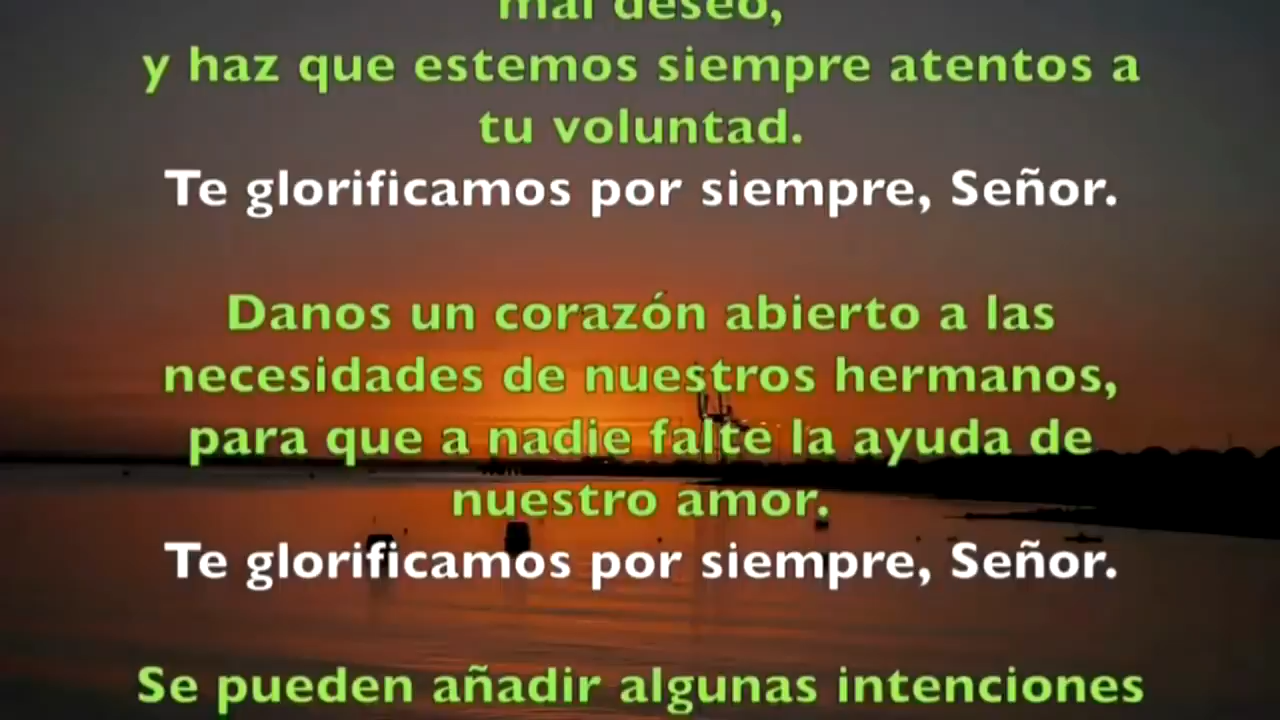 mal deseo,
y haz que estemos siempre atentos a
tu voluntad.
Te glorificamos por siempre, Señor.
Danos un corazón abierto a las
necesidades de nuestros hermanos,
para que a nadie falte la ayuda de
nuestro amor.
Te glorificamos por siempre, Señor.
Se pueden añadir algunas intenciones